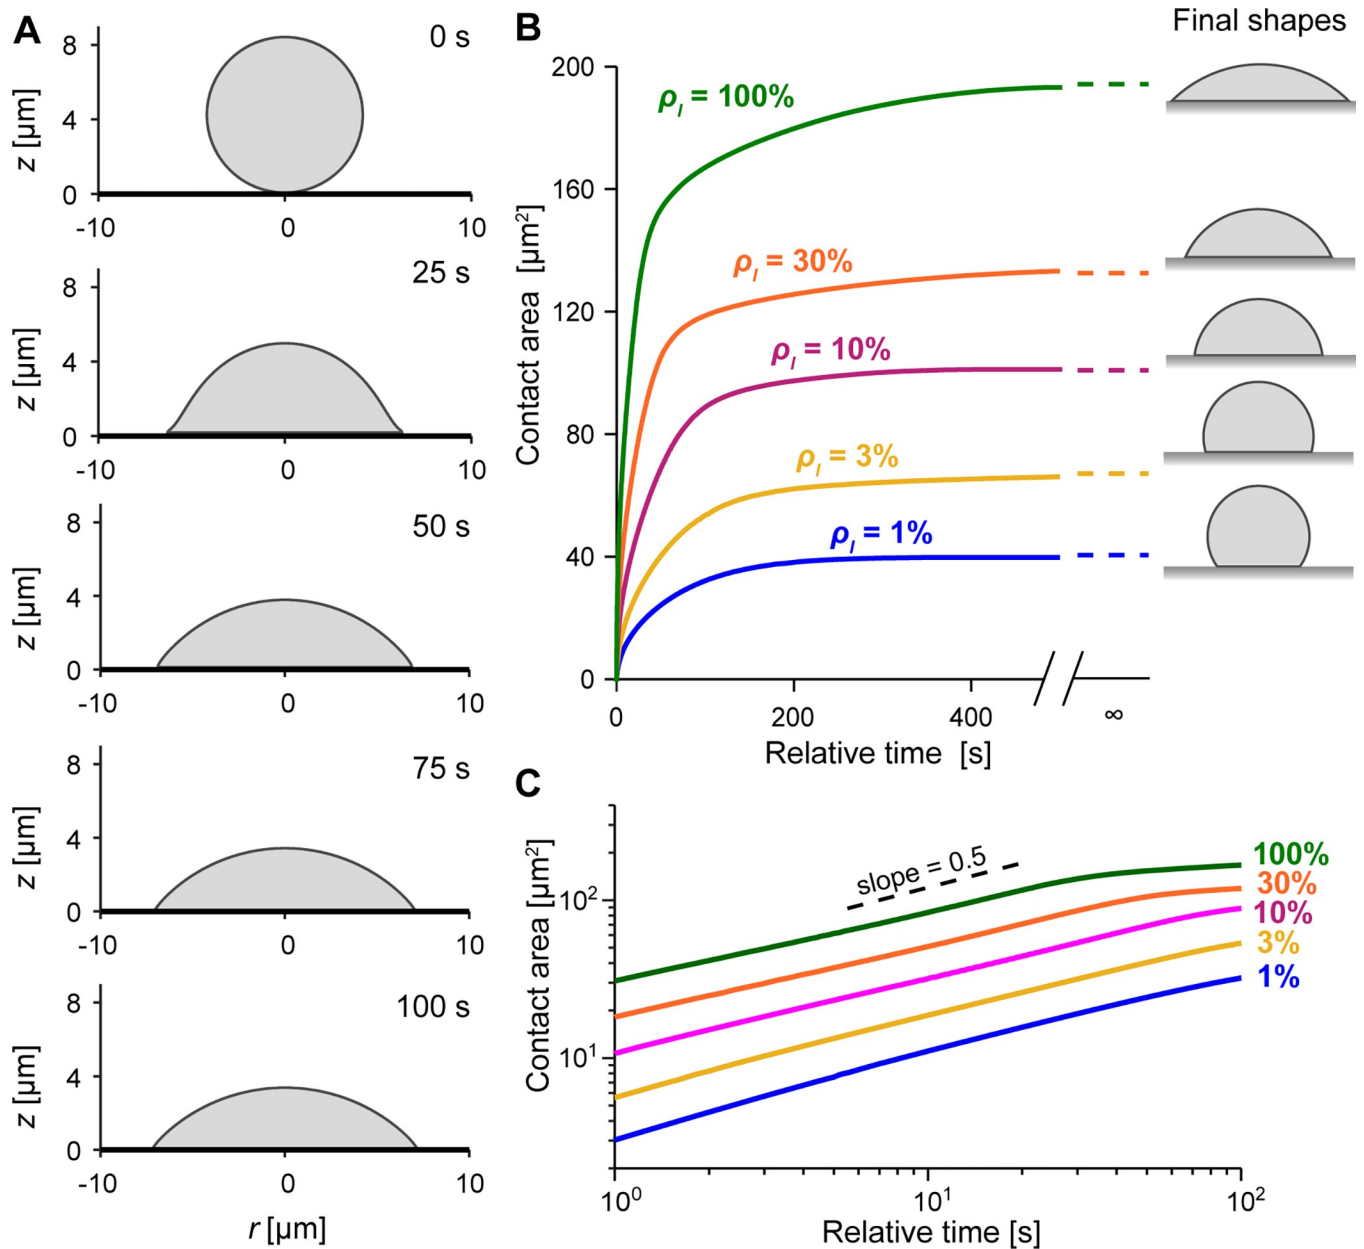 A
0 s
8
4
0
z [µm]
-10 0 10
25 s
8
4
0
z [µm]
-10 0 10
50 s
8
4
0
z [µm]
-10 0 10
75 s
8
4
0
z [µm]
-10 0 10
100 s
8
4
0
z [µm]
-10 0 10
r [µm]
B
Final shapes
200
160
120
80
40
0
Contact area [µm²]
ρl = 100%
ρl = 30%
ρl = 10%
ρl = 3%
ρl = 1%
0 200 400 ∞
Relative time [s]
C
Contact area [µm²]
10²
10¹
slope = 0.5
100%
30%
10%
3%
1%
10⁰ 10¹ 10²
Relative time [s]